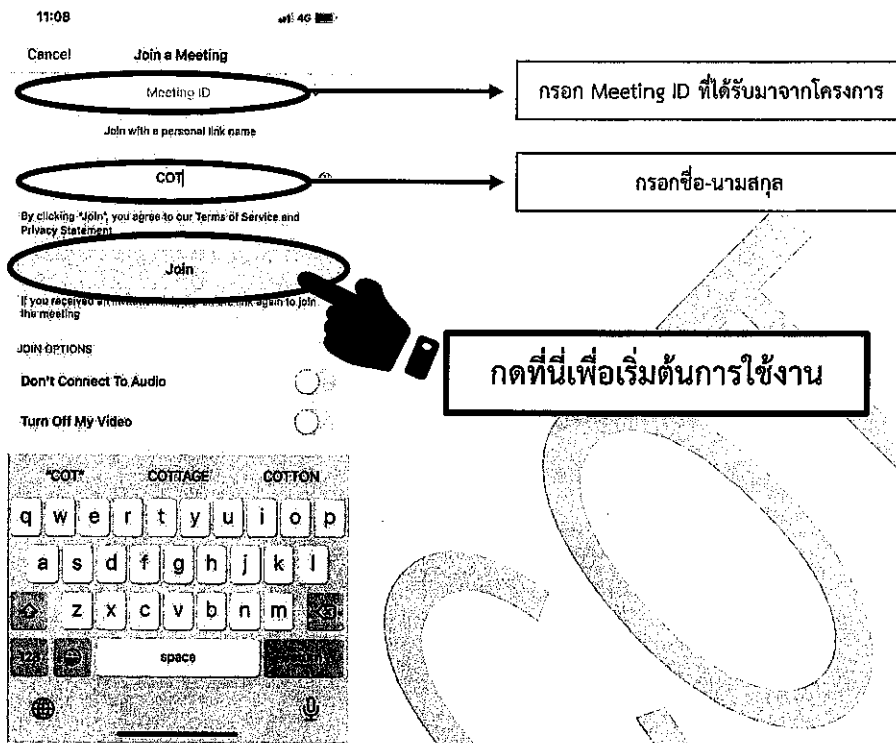 11:08
4G
Cancel
Join a Meeting
Meeting ID
กรอก Meeting ID ที่ได้รับมาจากโครงการ
Join with a personal link name
COT
กรอกชื่อ-นามสกุล
By clicking "Join", you agree to our Terms of Service and
Privacy Statement
Join
If you received an link again to join
the meeting
กดที่นี่เพื่อเริ่มต้นการใช้งาน
JOIN OPTIONS
Don't Connect To Audio
Turn Off My Video
"COT" COTTAGE COTTON
q w e r t y u i o p
a s d f g h j k l
z x c v b n m
123 space